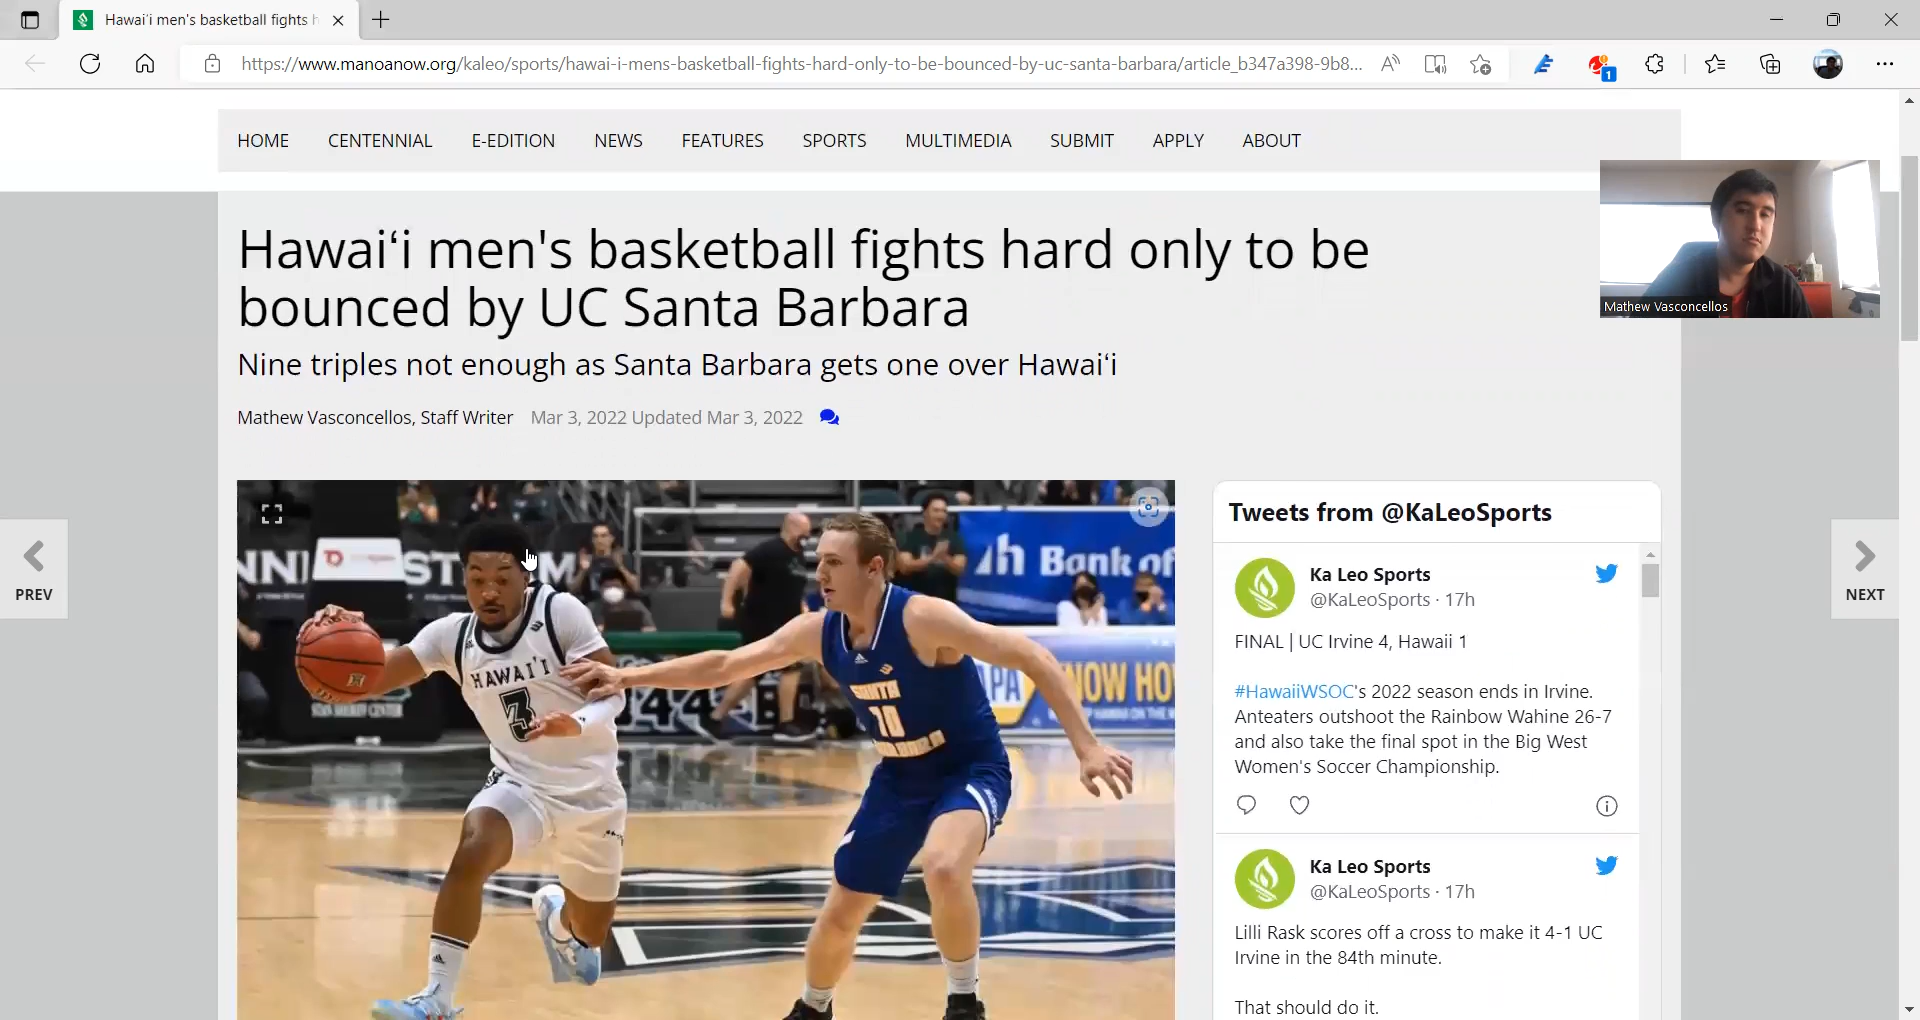 Hawaiʻi men's basketball fights h
https://www.manoanow.org/kaleo/sports/hawai-i-mens-basketball-fights-hard-only-to-be-bounced-by-uc-santa-barbara/article_b347a398-9b8...
1
HOME CENTENNIAL E-EDITION NEWS FEATURES SPORTS MULTIMEDIA SUBMIT APPLY ABOUT
Hawaiʻi men's basketball fights hard only to be
bounced by UC Santa Barbara
Nine triples not enough as Santa Barbara gets one over Hawaiʻi
Mathew Vasconcellos, Staff Writer Mar 3, 2022 Updated Mar 3, 2022
Mathew Vasconcellos
PREV
NEXT
Bank of
NOW HO
HAWAI'I
3
SANTA
10
Tweets from @KaLeoSports
Ka Leo Sports
@KaLeoSports · 17h
FINAL | UC Irvine 4, Hawaii 1
#HawaiiWSOC's 2022 season ends in Irvine.
Anteaters outshoot the Rainbow Wahine 26-7
and also take the final spot in the Big West
Women's Soccer Championship.
Ka Leo Sports
@KaLeoSports · 17h
Lilli Rask scores off a cross to make it 4-1 UC
Irvine in the 84th minute.
That should do it.